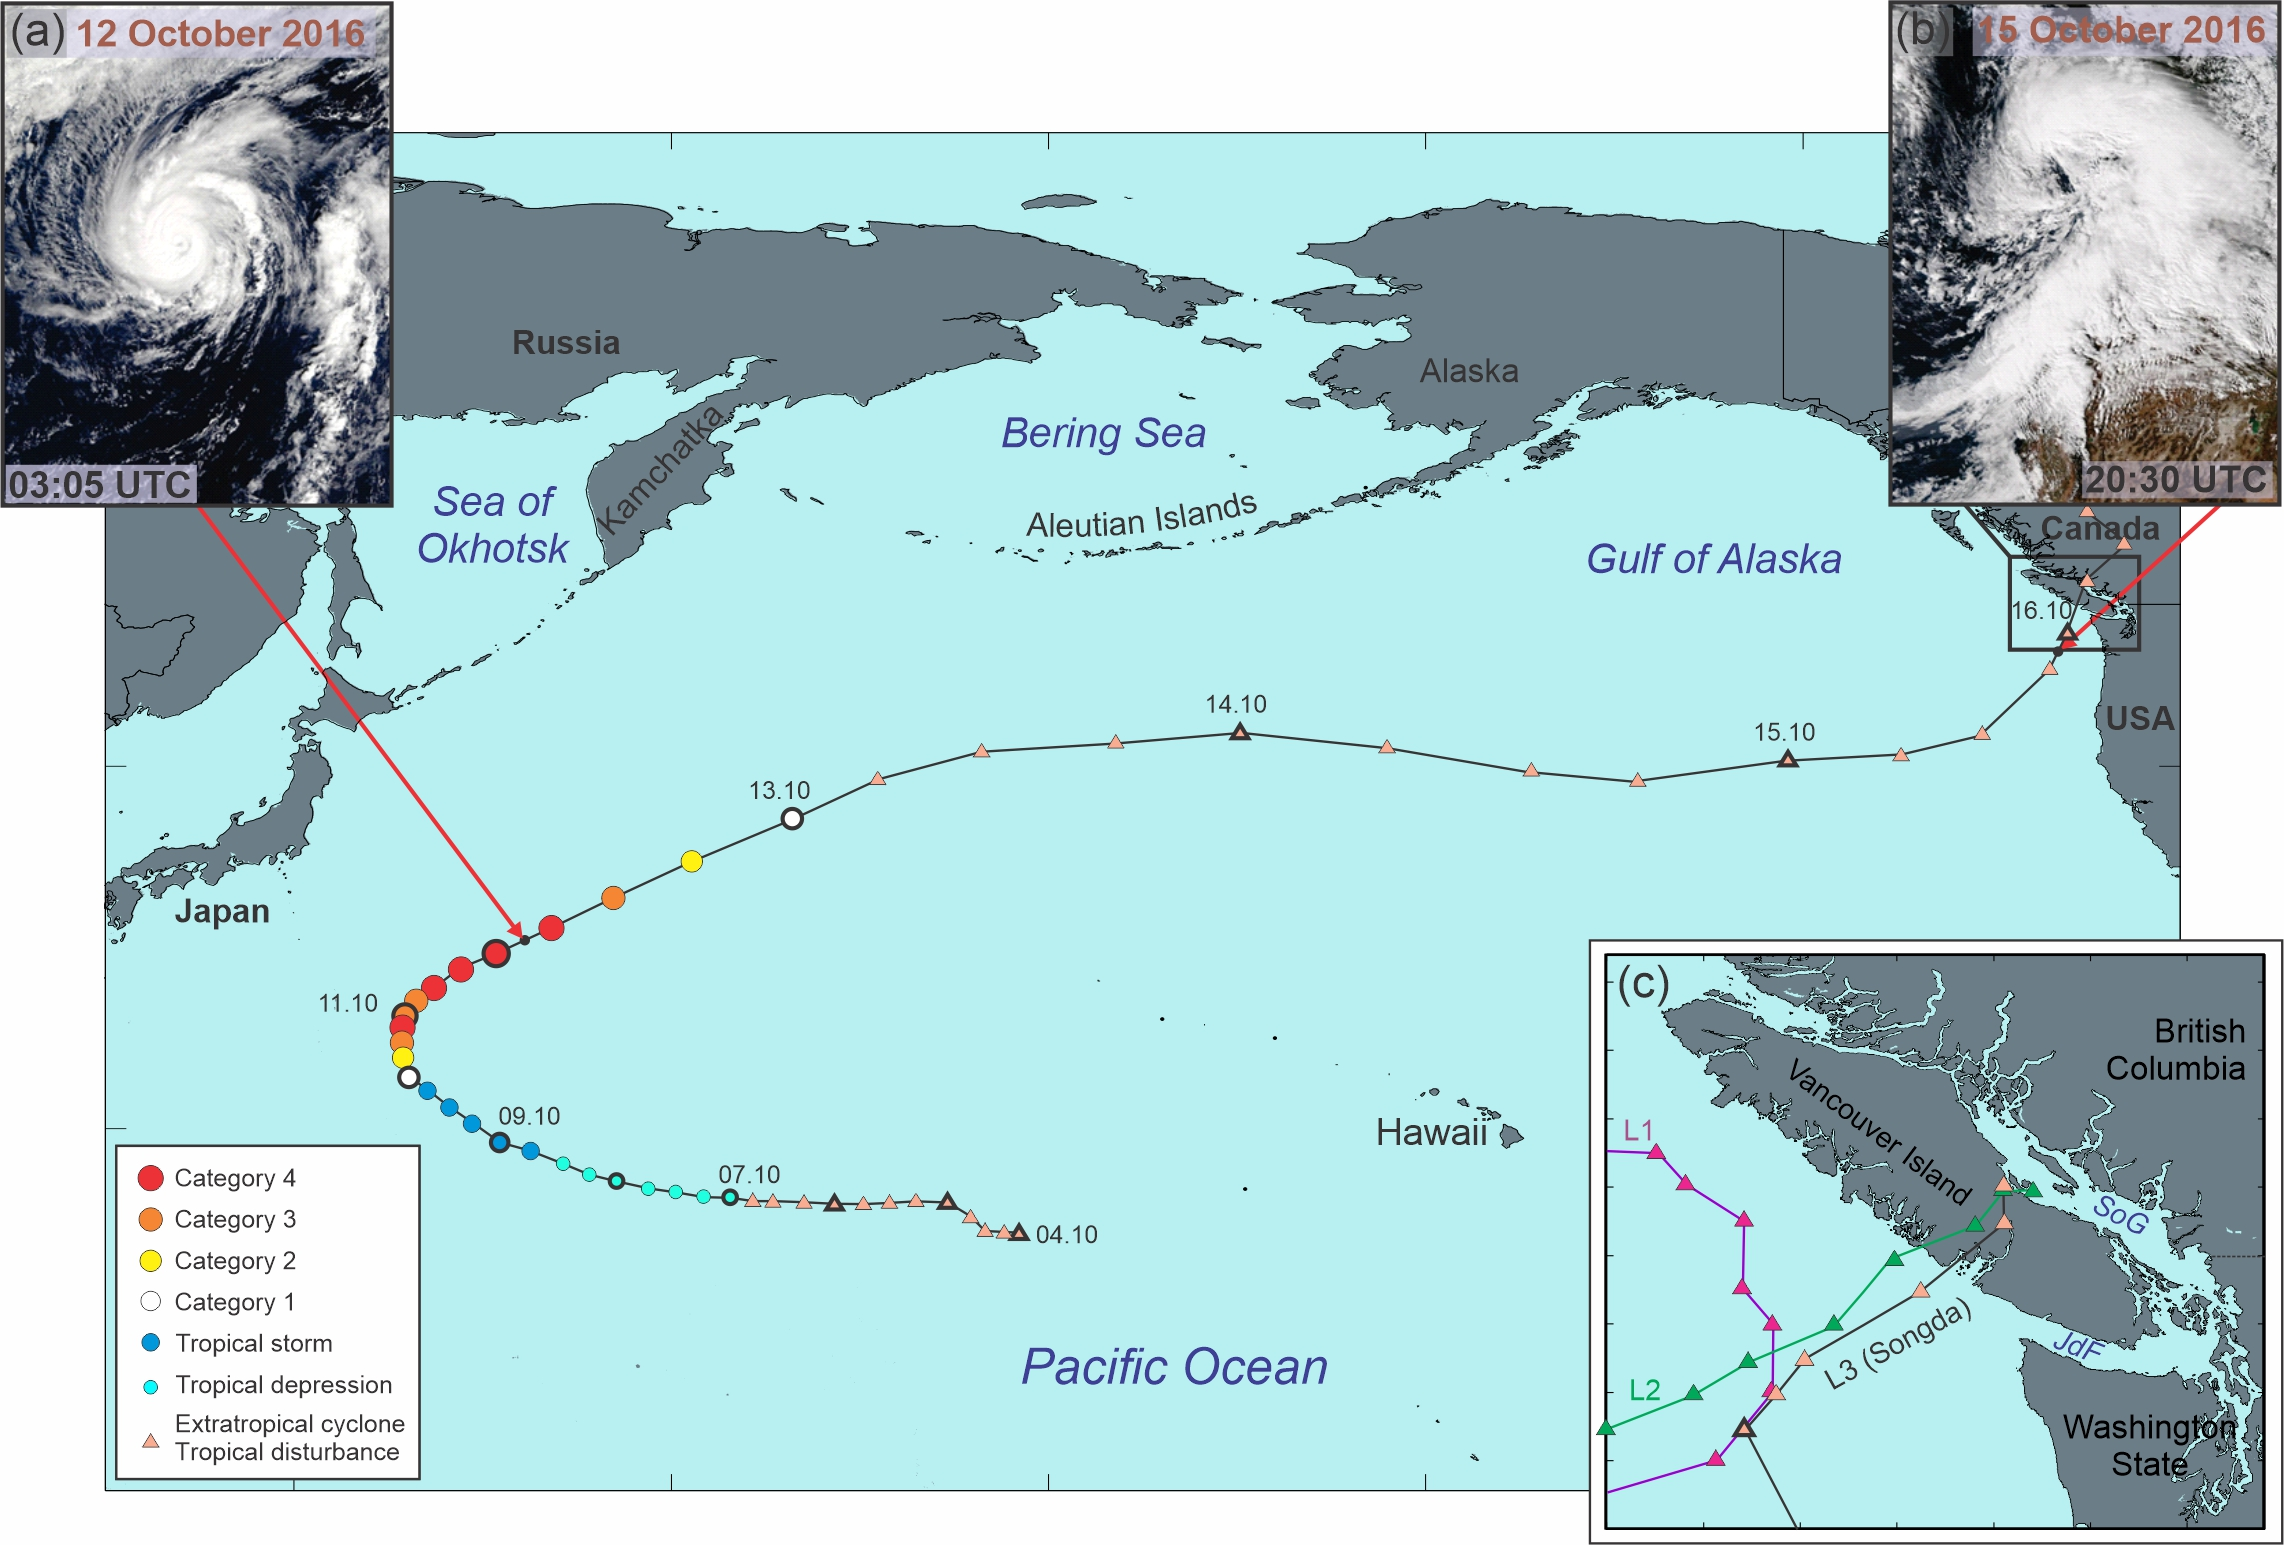 (a) 12 October 2016
03:05 UTC
(b) 15 October 2016
20:30 UTC
Russia
Alaska
Kamchatka
Bering Sea
Sea of
Okhotsk
Aleutian Islands
Gulf of Alaska
Canada
16.10
USA
14.10
15.10
13.10
Japan
11.10
09.10
07.10
04.10
Hawaii
Pacific Ocean
Category 4
Category 3
Category 2
Category 1
Tropical storm
Tropical depression
Extratropical cyclone
Tropical disturbance
(c)
British
Columbia
Vancouver Island
L1
SoG
L3 (Songda)
JdF
L2
Washington
State